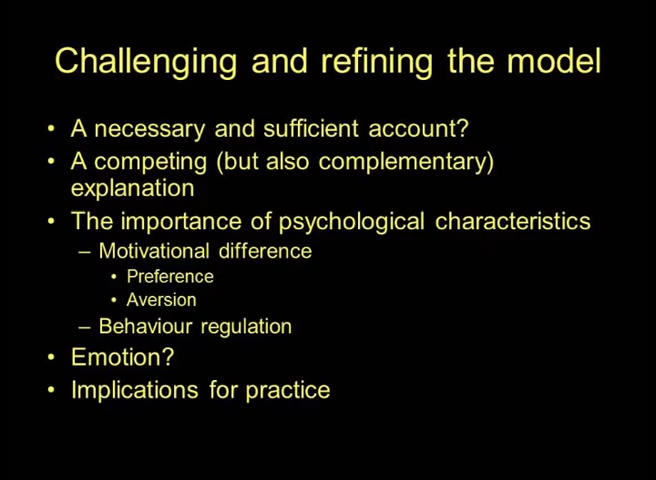 Challenging and refining the model
• A necessary and sufficient account?
• A competing (but also complementary)
explanation
• The importance of psychological characteristics
– Motivational difference
• Preference
• Aversion
– Behaviour regulation
• Emotion?
• Implications for practice